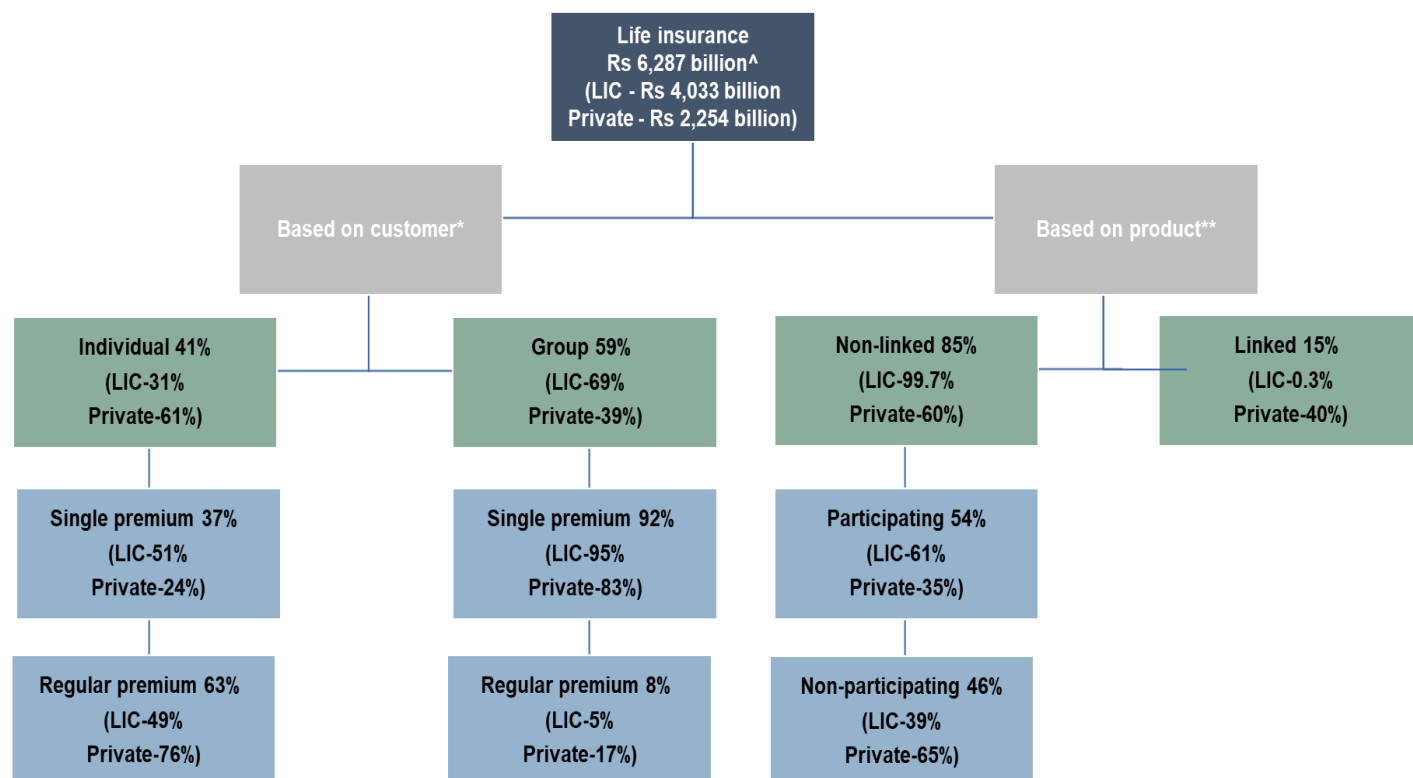 Life insurance
Rs 6,287 billion^
(LIC - Rs 4,033 billion
Private - Rs 2,254 billion)
Based on customer*
Based on product**
Individual 41%
(LIC-31%
Private-61%)
Group 59%
(LIC-69%
Private-39%)
Non-linked 85%
(LIC-99.7%
Private-60%)
Linked 15%
(LIC-0.3%
Private-40%)
Single premium 37%
(LIC-51%
Private-24%)
Single premium 92%
(LIC-95%
Private-83%)
Participating 54%
(LIC-61%
Private-35%)
Regular premium 63%
(LIC-49%
Private-76%)
Regular premium 8%
(LIC-5%
Private-17%)
Non-participating 46%
(LIC-39%
Private-65%)